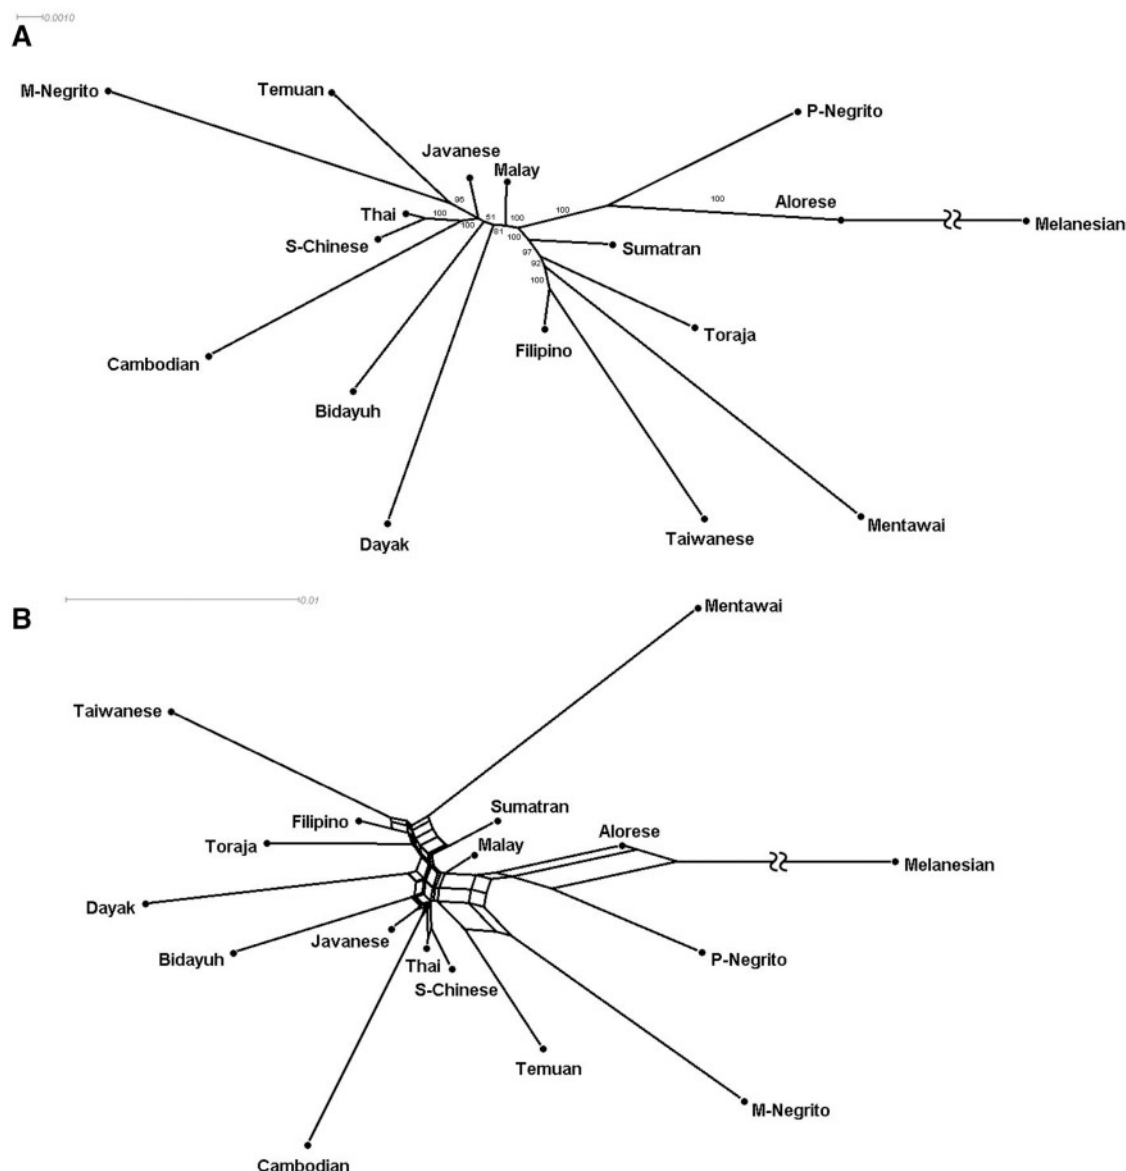 0.0010
A
M-Negrito
Temuan
P-Negrito
Javanese
Malay
95
100
Alorese
Thai
100
51
100
100
Melanesian
S-Chinese
100
81
100
Sumatran
97
92
100
Toraja
Filipino
Cambodian
Bidayuh
Dayak
Taiwanese
Mentawai
0.01
B
Mentawai
Taiwanese
Sumatran
Filipino
Alorese
Toraja
Malay
Melanesian
Dayak
Javanese
Bidayuh
P-Negrito
Thai
S-Chinese
Temuan
M-Negrito
Cambodian